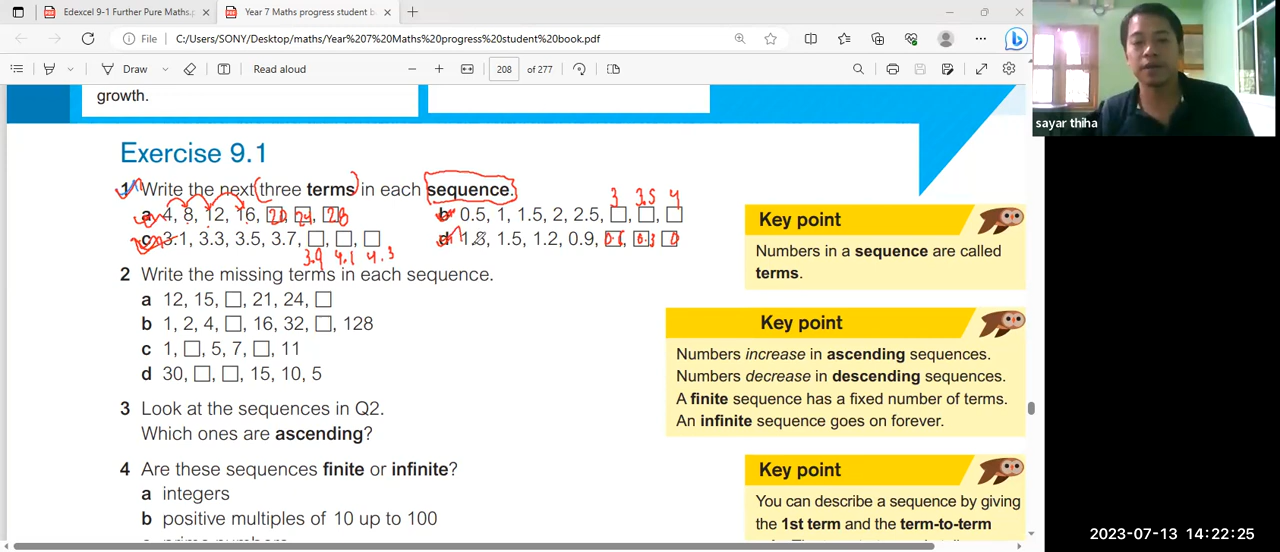 Edexcel 9-1 Further Pure Maths.p
Year 7 Maths progress student b
File
C:/Users/SONY/Desktop/maths/Year%207%20Maths%20progress%20student%20book.pdf
Draw
Read aloud
208 of 277
growth.
Exercise 9.1
1 Write the next three terms in each sequence.
a 4, 8, 12, 16, 20, 24, 28
b 0.5, 1, 1.5, 2, 2.5, 3 3.5 4
c 3.1, 3.3, 3.5, 3.7, 3.9 4.1 4.3
d 1.8, 1.5, 1.2, 0.9, 0.6, 0.3, 0
2 Write the missing terms in each sequence.
a 12, 15, □, 21, 24, □
b 1, 2, 4, □, 16, 32, □, 128
c 1, □, 5, 7, □, 11
d 30, □, □, 15, 10, 5
3 Look at the sequences in Q2.
Which ones are ascending?
4 Are these sequences finite or infinite?
a integers
b positive multiples of 10 up to 100
Key point
Numbers in a sequence are called
terms.
Key point
Numbers increase in ascending sequences.
Numbers decrease in descending sequences.
A finite sequence has a fixed number of terms.
An infinite sequence goes on forever.
Key point
You can describe a sequence by giving
the 1st term and the term-to-term
sayar thiha
2023-07-13 14:22:25